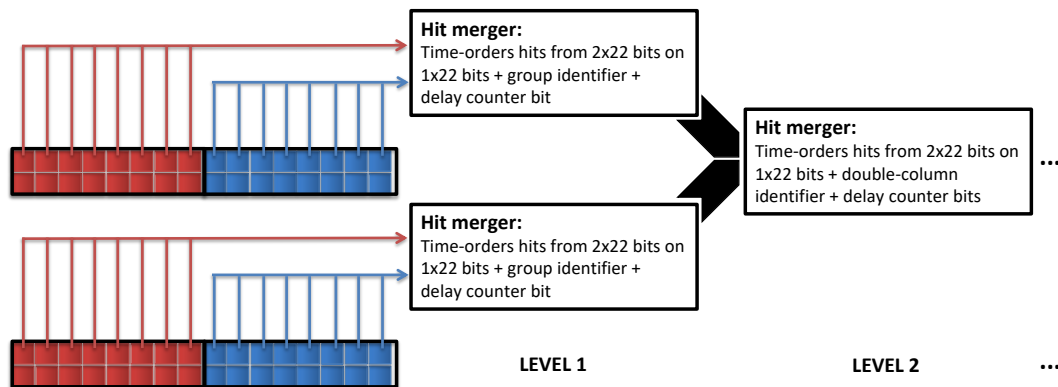 Hit merger:
Time-orders hits from 2x22 bits on
1x22 bits + group identifier +
delay counter bit
Hit merger:
Time-orders hits from 2x22 bits on
1x22 bits + double-column
identifier + delay counter bits
...
Hit merger:
Time-orders hits from 2x22 bits on
1x22 bits + group identifier +
delay counter bit
LEVEL 1
LEVEL 2
...